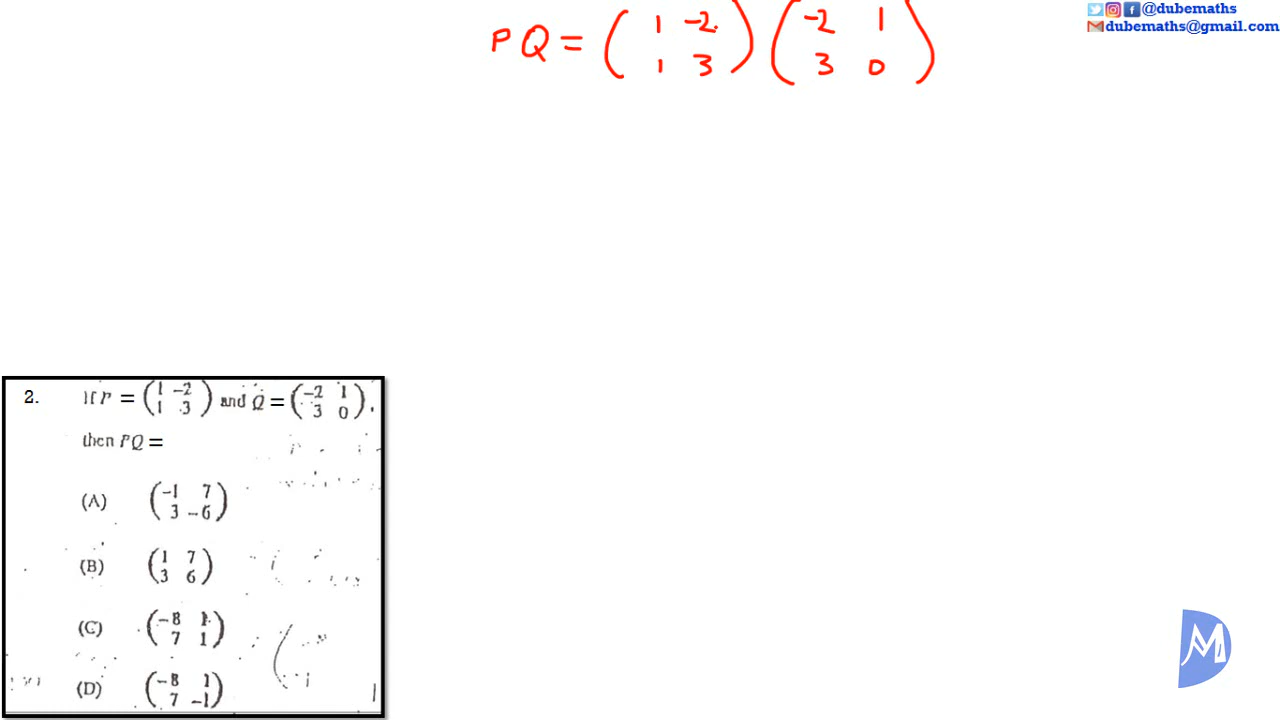 @dubemaths
dubemaths@gmail.com
PQ = ( 1 -2 ) ( -2 1 )
( 1 3 ) ( 3 0 )
2. If P = ( 1 -2 ) and Q = ( -2 1 ) ,
( 1 3 ) ( 3 0 )
then PQ =
(A) ( -1 7 )
( 3 -6 )
(B) ( 1 7 )
( 3 6 )
(C) ( -8 1 )
( 7 1 )
(D) ( -8 1 )
( 7 -1 )
M